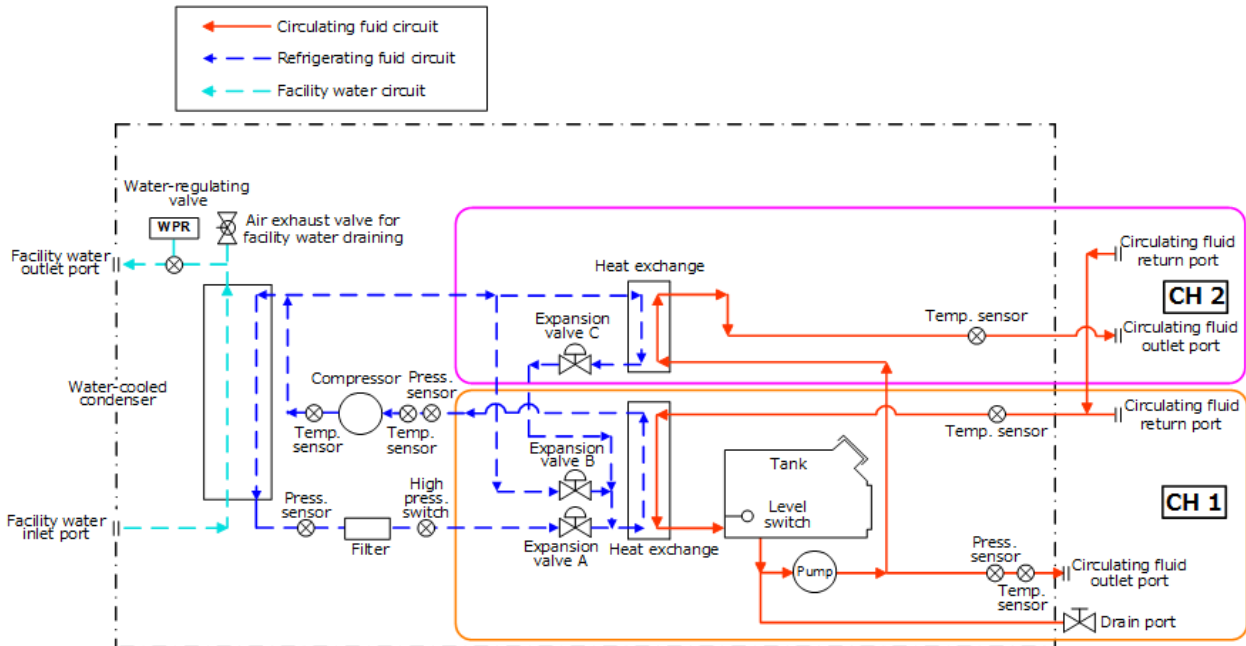 Circulating fluid circuit
Refrigerating fluid circuit
Facility water circuit
Water-regulating
valve
WPR
Air exhaust valve for
facility water draining
Facility water
outlet port
Heat exchange
Circulating fluid
return port
CH 2
Expansion
valve C
Temp. sensor
Circulating fluid
outlet port
Water-cooled
condenser
Compressor
Press.
sensor
Temp.
sensor
Temp.
sensor
Temp.
sensor
Circulating fluid
return port
Expansion
valve B
Tank
Level
switch
CH 1
Facility water
inlet port
Press.
sensor
Filter
High
press.
switch
Expansion
valve A
Heat exchange
Pump
Press.
sensor
Temp.
sensor
Circulating fluid
outlet port
Drain port